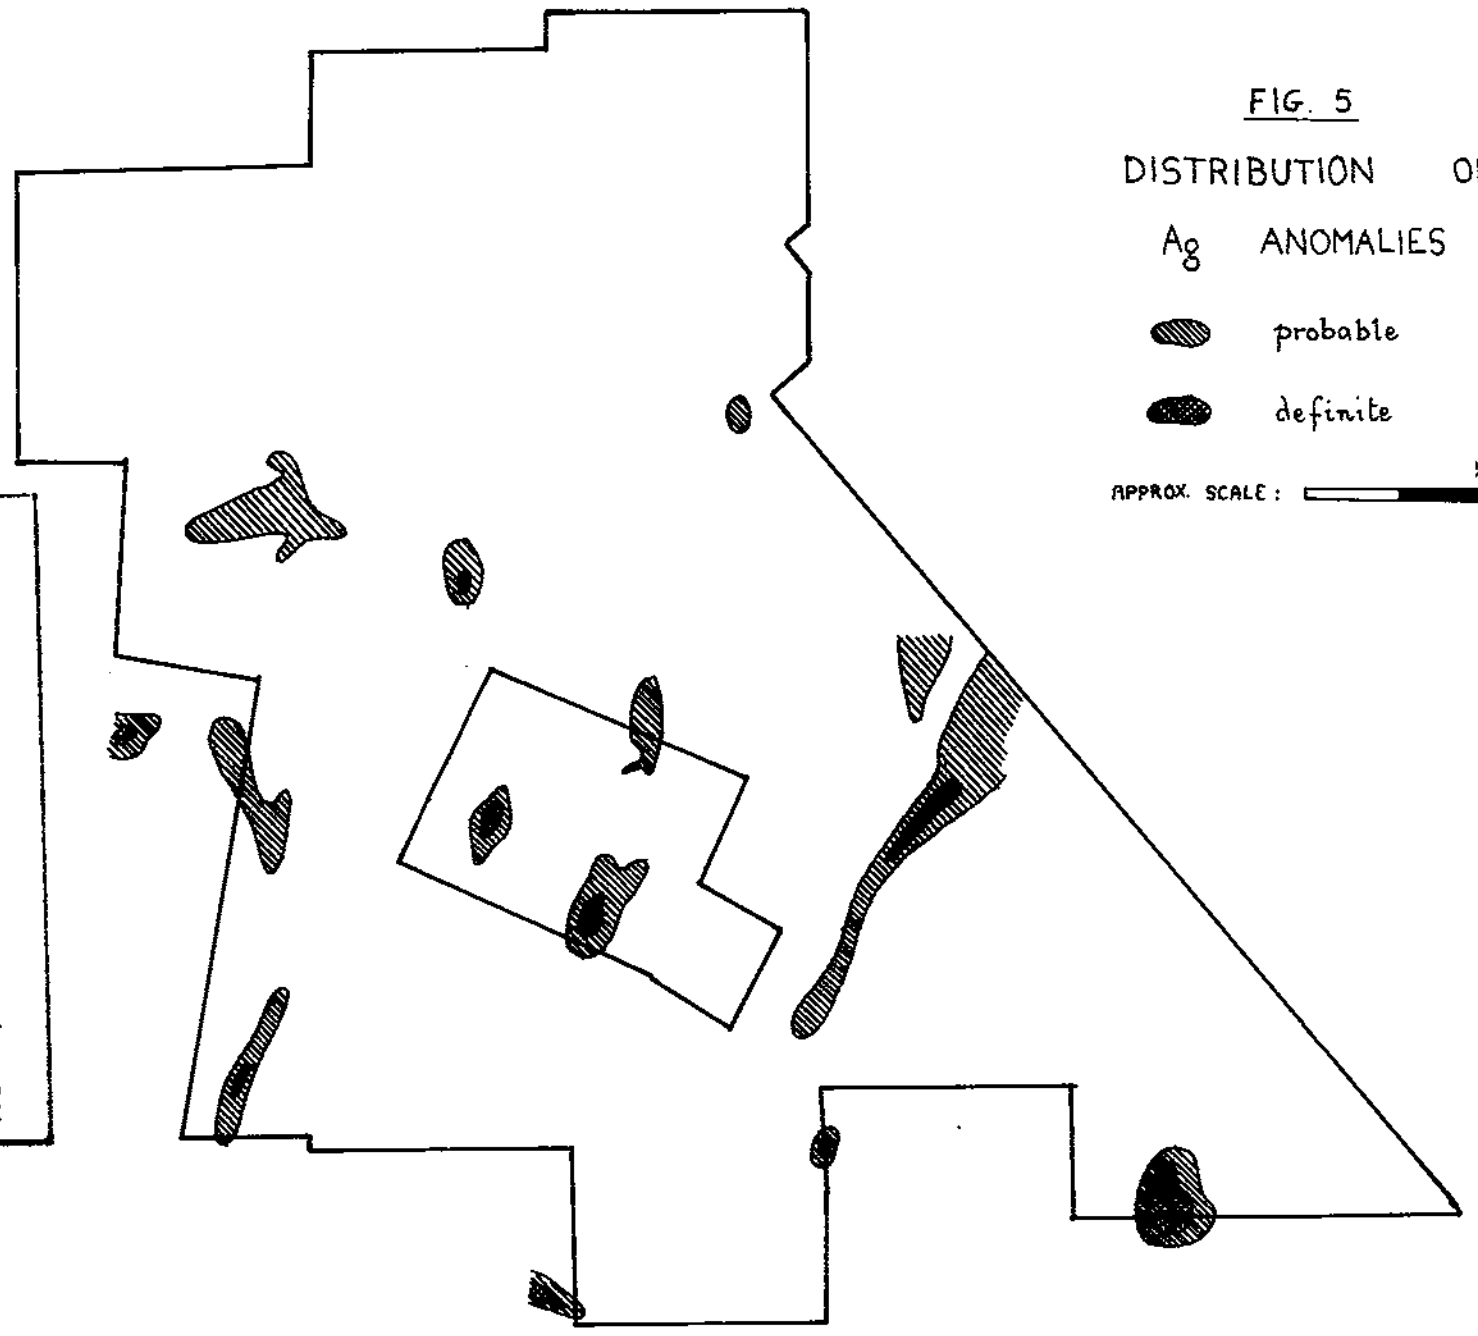 FIG. 5
DISTRIBUTION
Ag ANOMALIES
probable
definite
APPROX. SCALE: